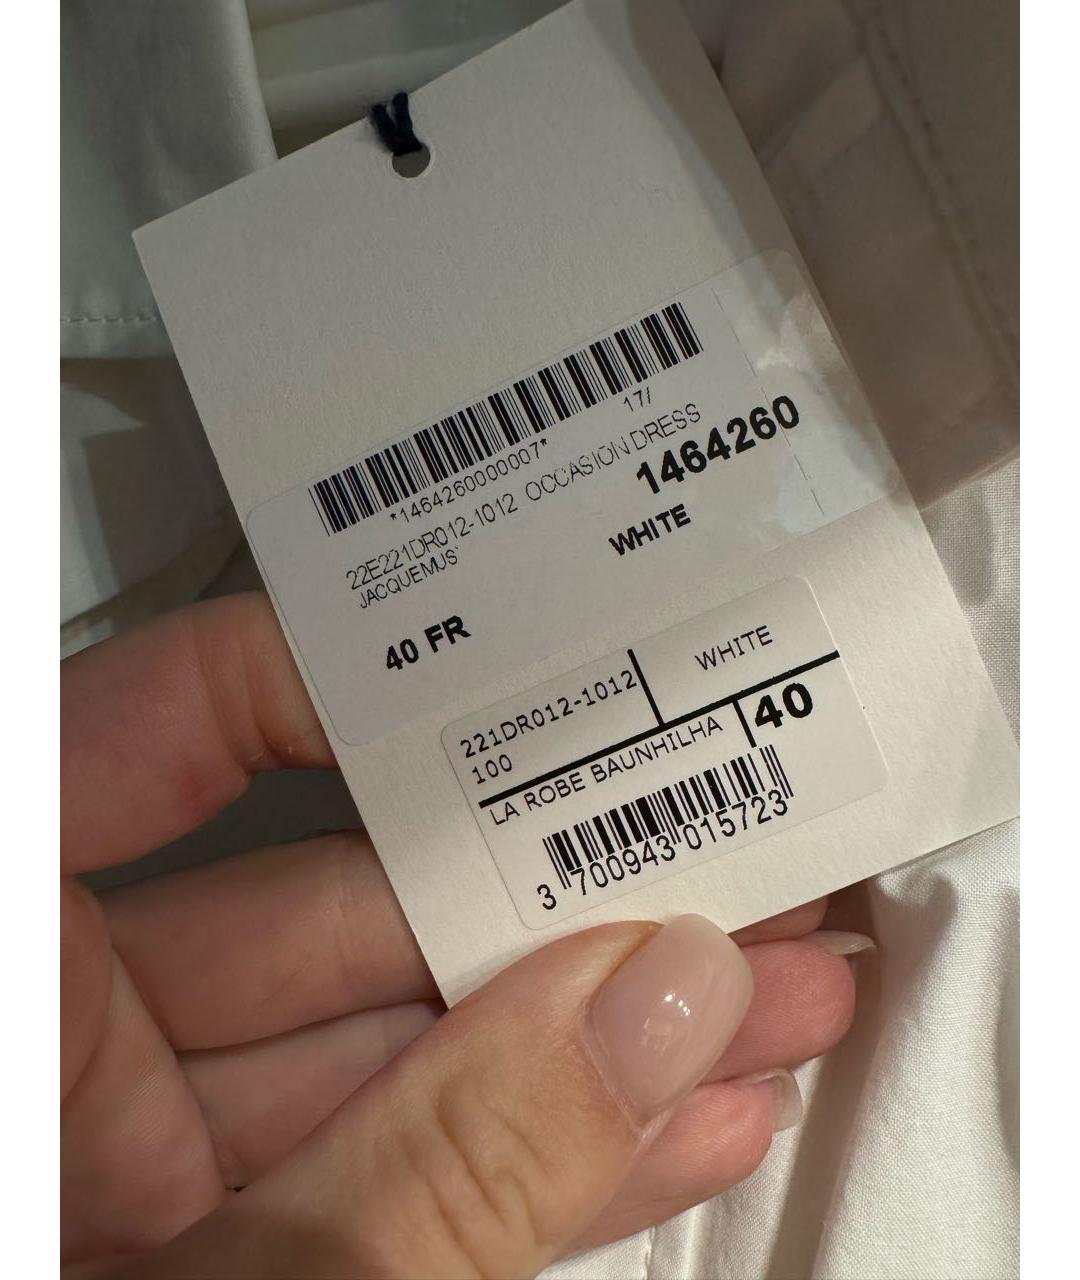 17/
*1464260000007*
22E221DR012-1012 OCCASION DRESS
1464260
JACQUEMUS
WHITE
40 FR
221DR012-1012
WHITE
100
LA ROBE BAUNHILHA
40
3 700943 015723